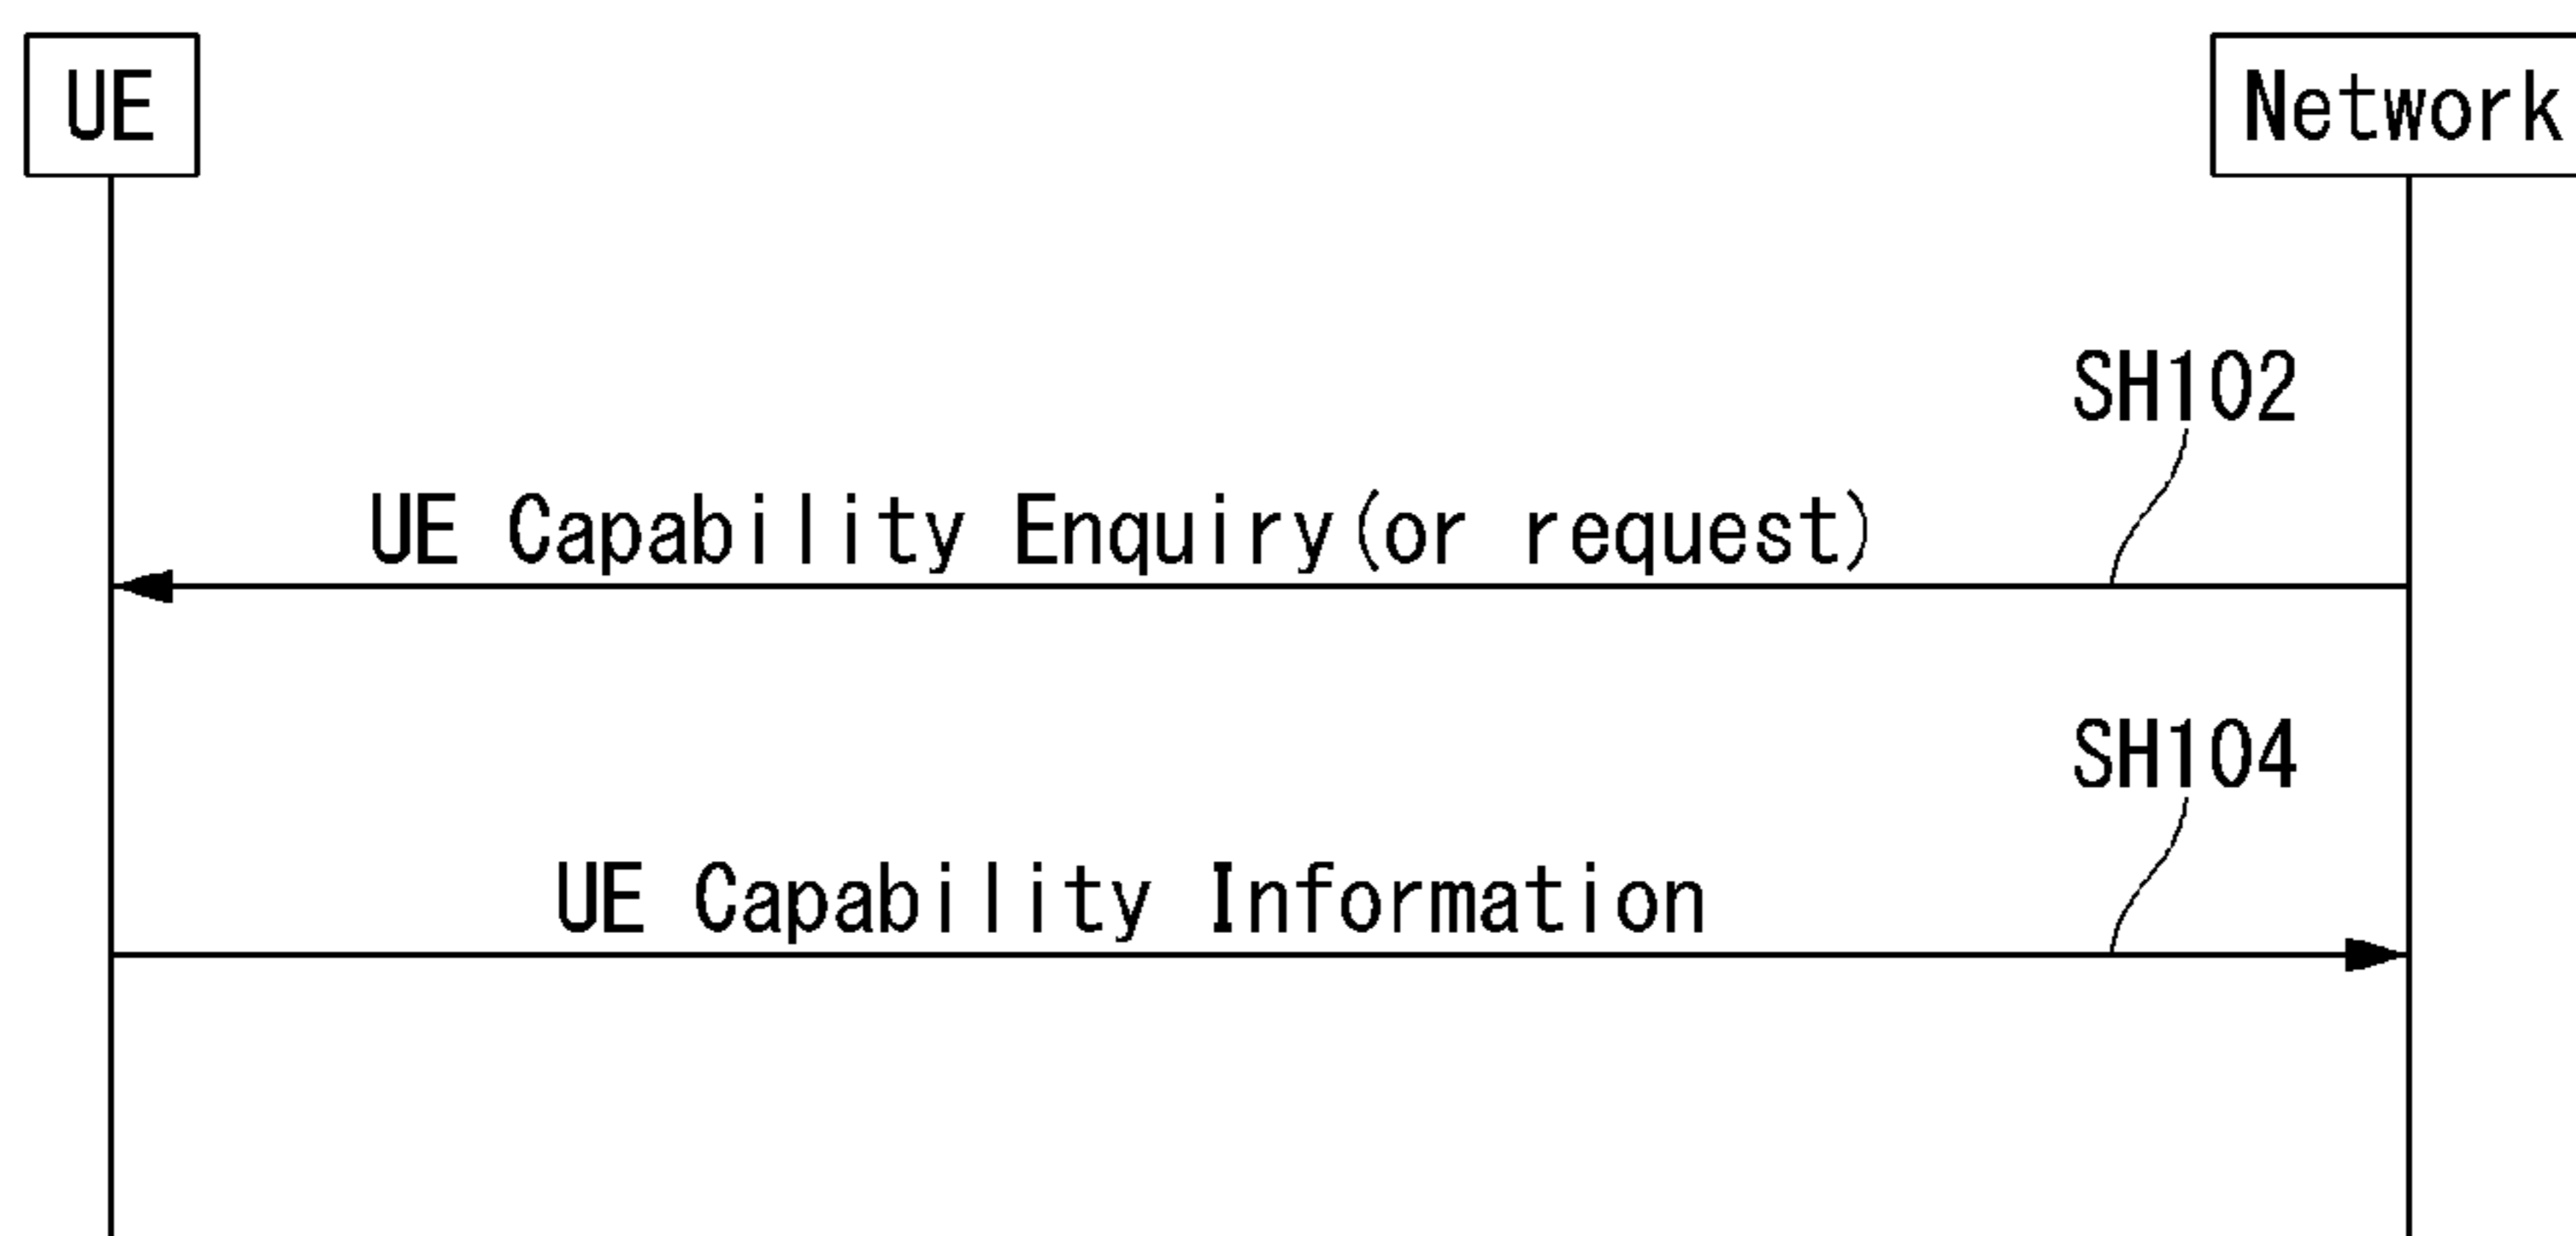 UE
Network
SH102
UE Capability Enquiry(or request)
SH104
UE Capability Information